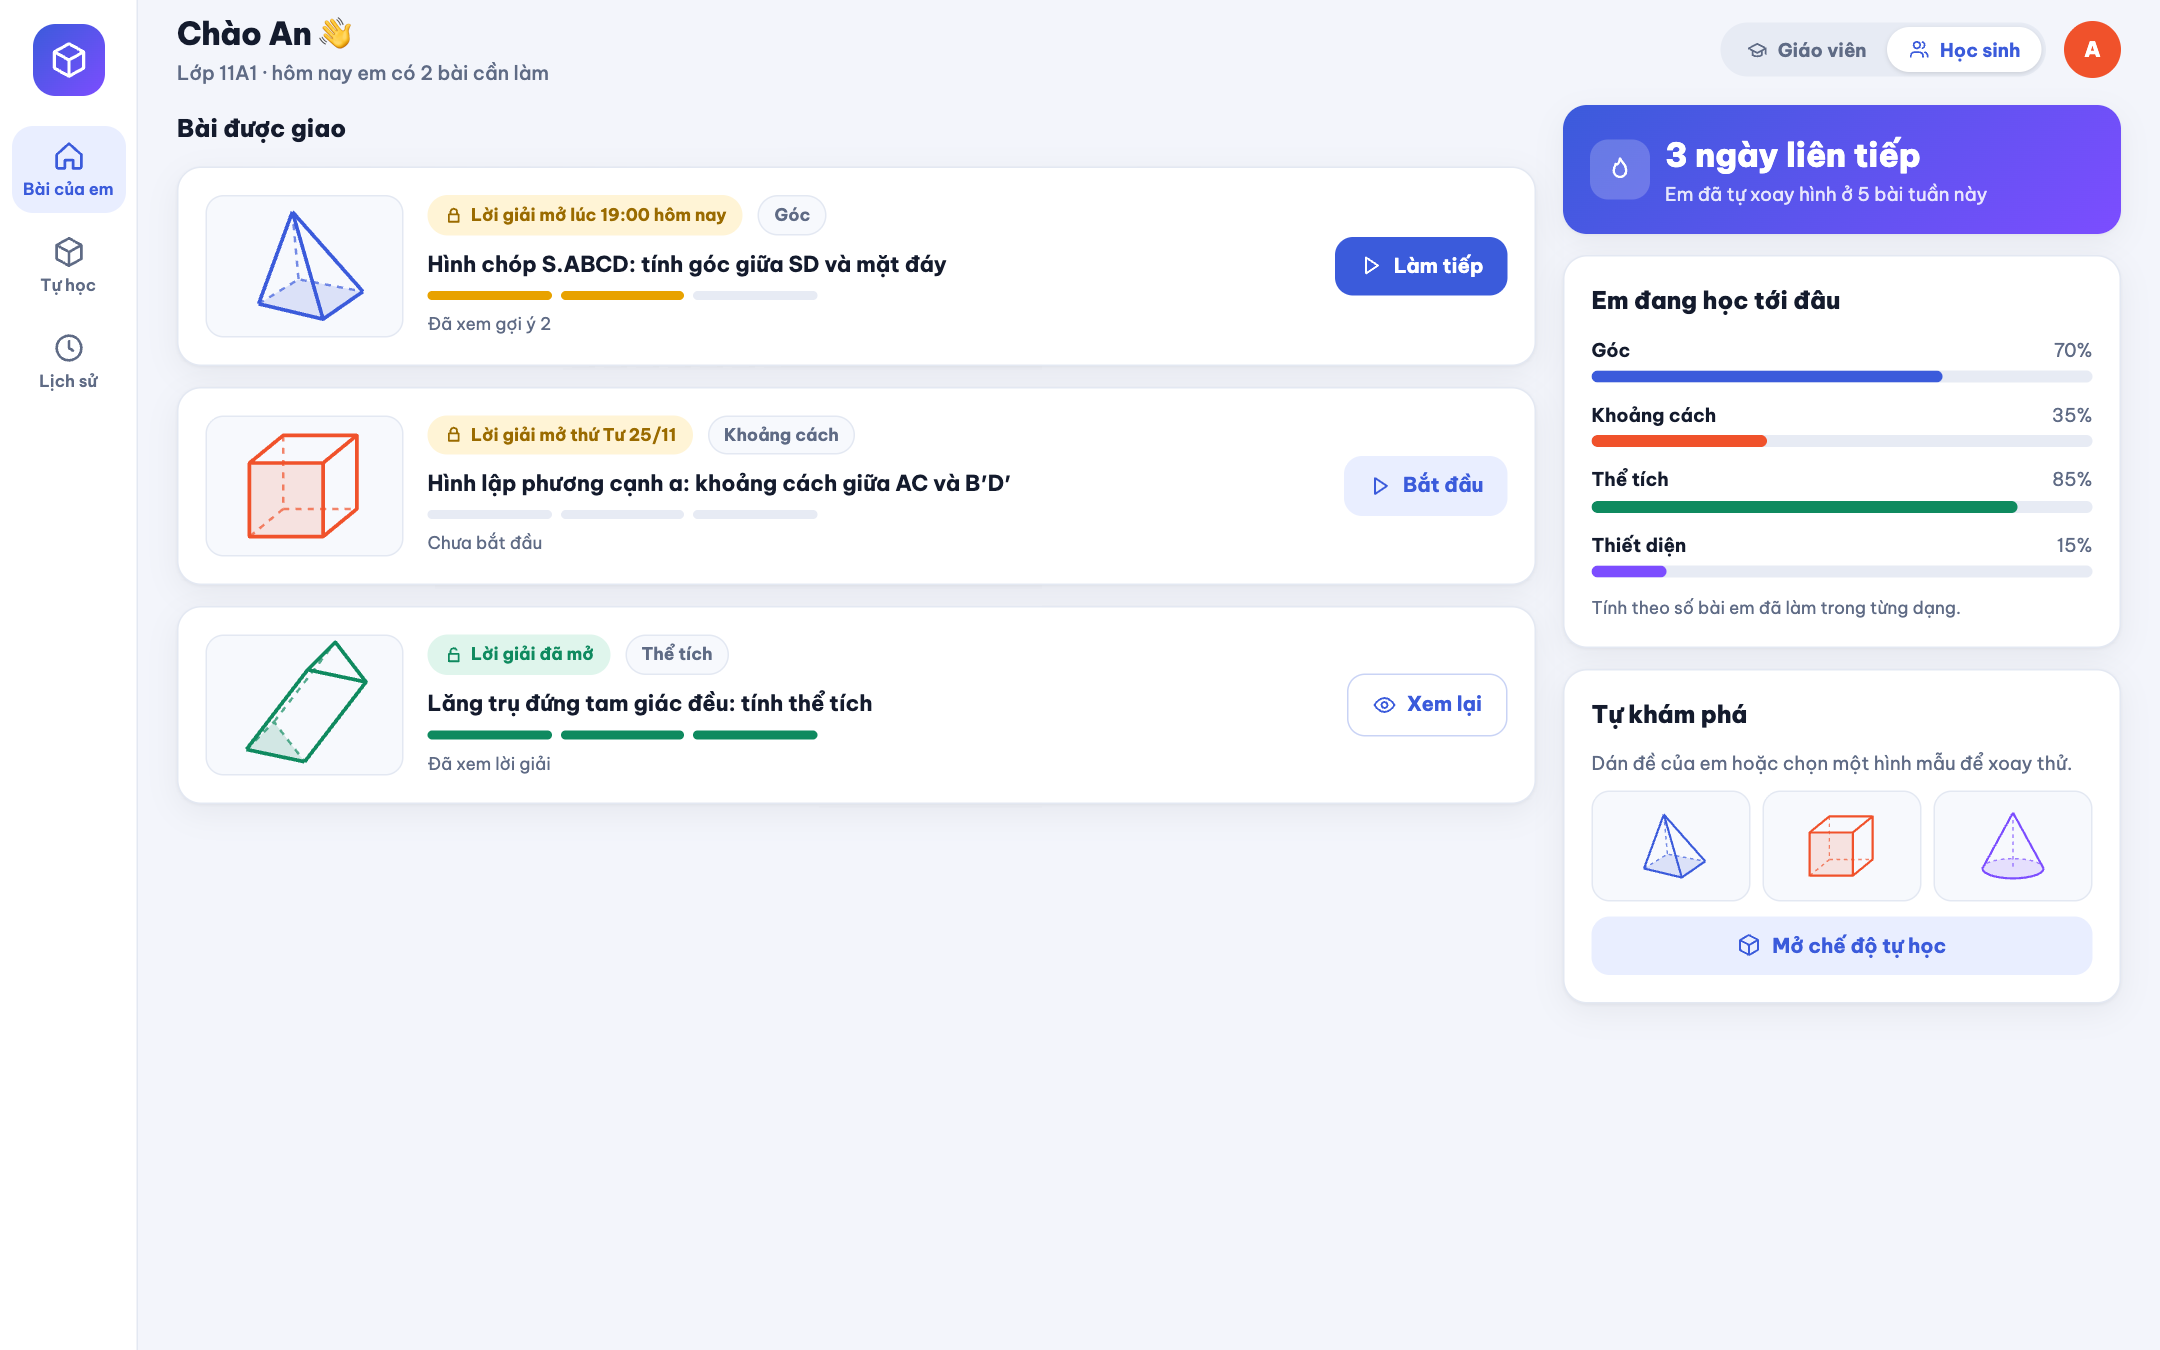 Chào An 👋
Lớp 11A1 · hôm nay em có 2 bài cần làm
Giáo viên
Học sinh
A
Bài của em
Tự học
Lịch sử
Bài được giao
Lời giải mở lúc 19:00 hôm nay
Góc
Hình chóp S.ABCD: tính góc giữa SD và mặt đáy
Đã xem gợi ý 2
Làm tiếp
Lời giải mở thứ Tư 25/11
Khoảng cách
Hình lập phương cạnh a: khoảng cách giữa AC và B′D′
Chưa bắt đầu
Bắt đầu
Lời giải đã mở
Thể tích
Lăng trụ đứng tam giác đều: tính thể tích
Đã xem lời giải
Xem lại
3 ngày liên tiếp
Em đã tự xoay hình ở 5 bài tuần này
Em đang học tới đâu
Góc 70%
Khoảng cách 35%
Thể tích 85%
Thiết diện 15%
Tính theo số bài em đã làm trong từng dạng.
Tự khám phá
Dán đề của em hoặc chọn một hình mẫu để xoay thử.
Mở chế độ tự học